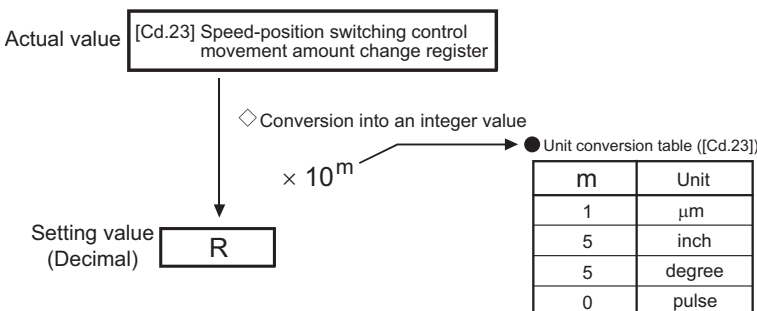 Actual value
[Cd.23] Speed-position switching control
movement amount change register
◇ Conversion into an integer value
× 10^m
● Unit conversion table ([Cd.23])
m Unit
1 μm
5 inch
5 degree
0 pulse
Setting value
(Decimal)
R